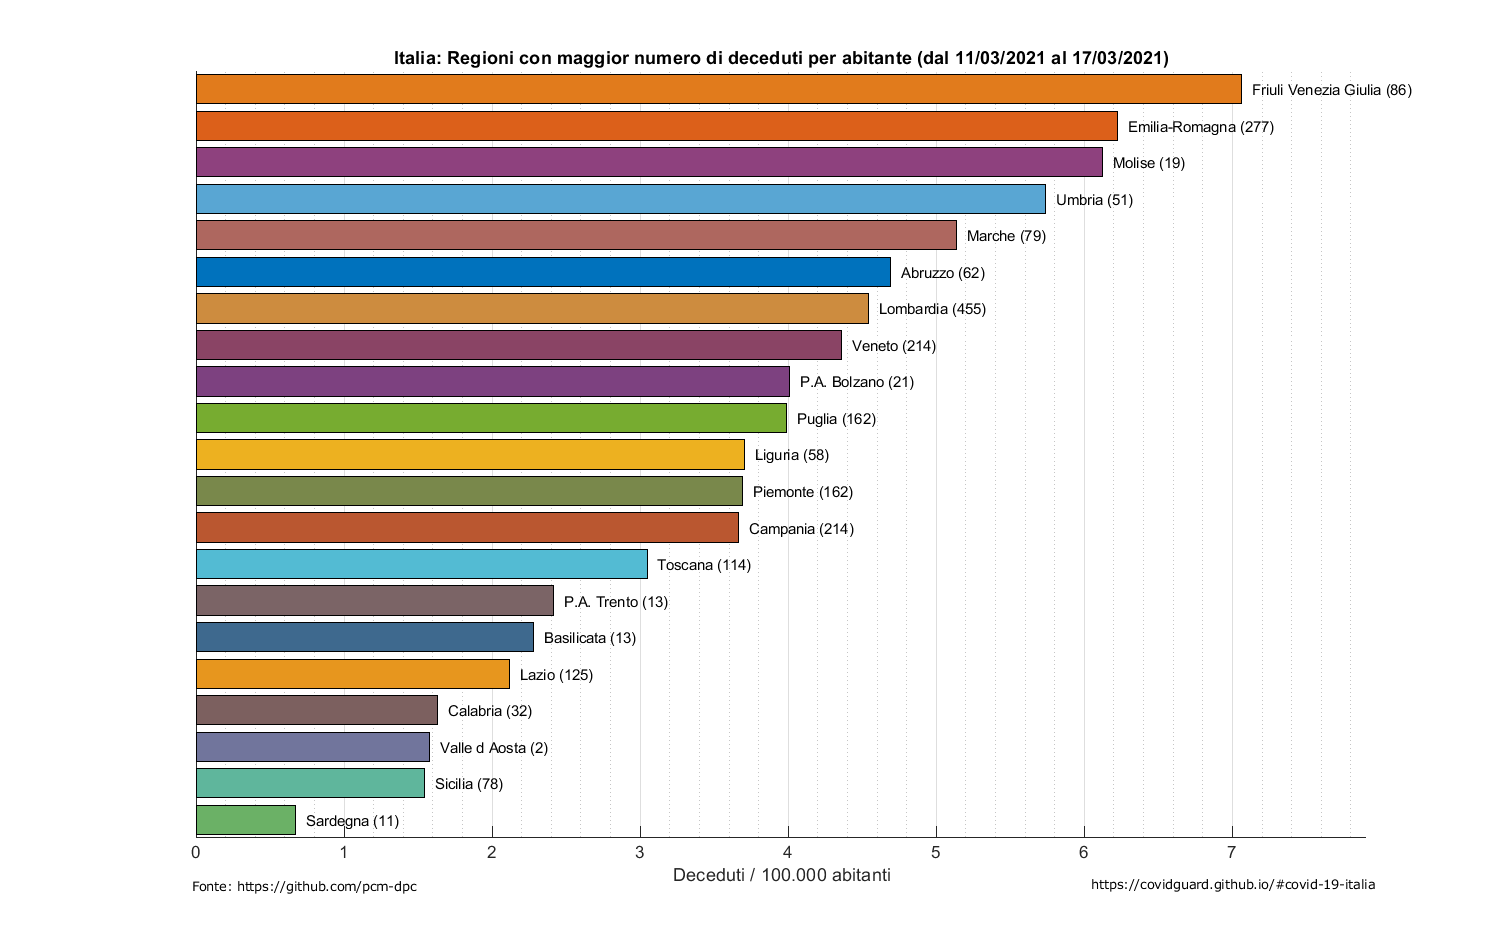 Italia: Regioni con maggior numero di deceduti per abitante (dal 11/03/2021 al 17/03/2021)
Friuli Venezia Giulia (86)
Emilia-Romagna (277)
Molise (19)
Umbria (51)
Marche (79)
Abruzzo (62)
Lombardia (455)
Veneto (214)
P.A. Bolzano (21)
Puglia (162)
Liguria (58)
Piemonte (162)
Campania (214)
Toscana (114)
P.A. Trento (13)
Basilicata (13)
Lazio (125)
Calabria (32)
Valle d Aosta (2)
Sicilia (78)
Sardegna (11)
0 1 2 3 4 5 6 7
Deceduti / 100.000 abitanti
Fonte: https://github.com/pcm-dpc
https://covidguard.github.io/#covid-19-italia